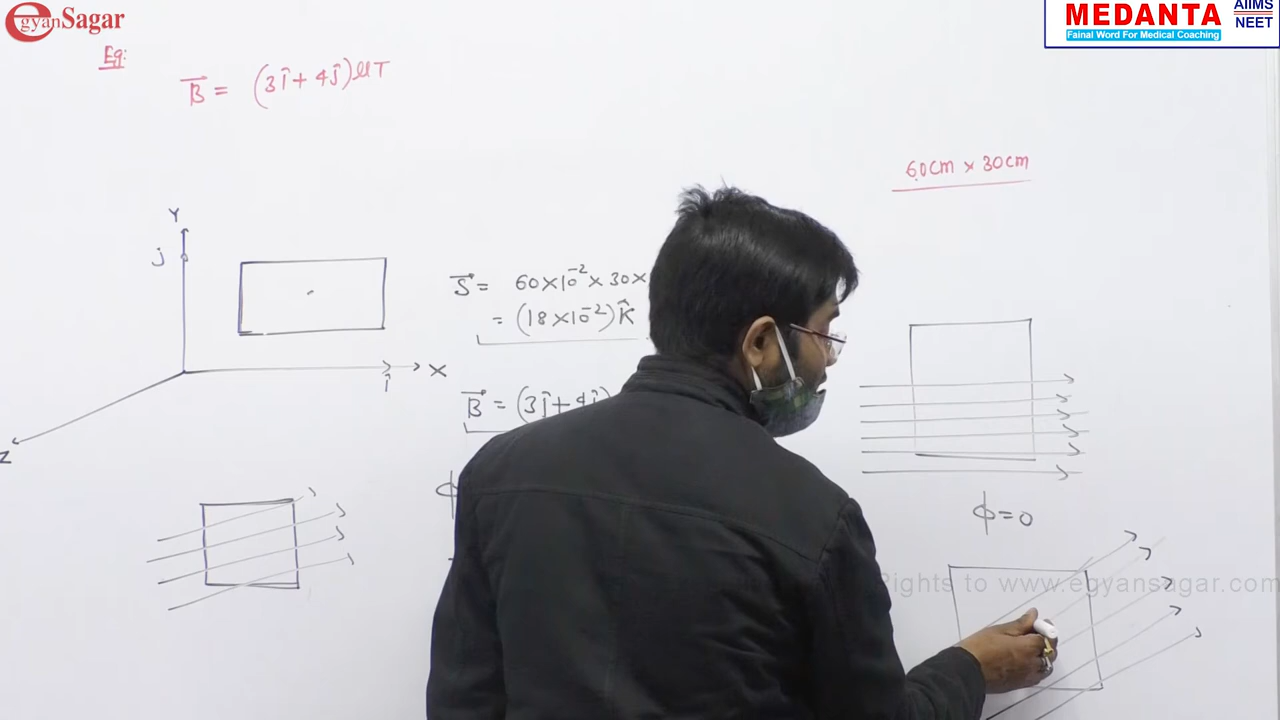 egyanSagar
MEDANTA AIIMS NEET
Fainal Word For Medical Coaching
Eg:
B⃗ = (3î + 4ĵ) μT
60cm × 30cm
Y
j
X
î
Z
S⃗ = 60×10⁻² × 30×
= (18×10⁻²) k̂
B⃗ = (3î + 4ĵ)
ϕ
ϕ = 0
Rights to www.egyansagar.com